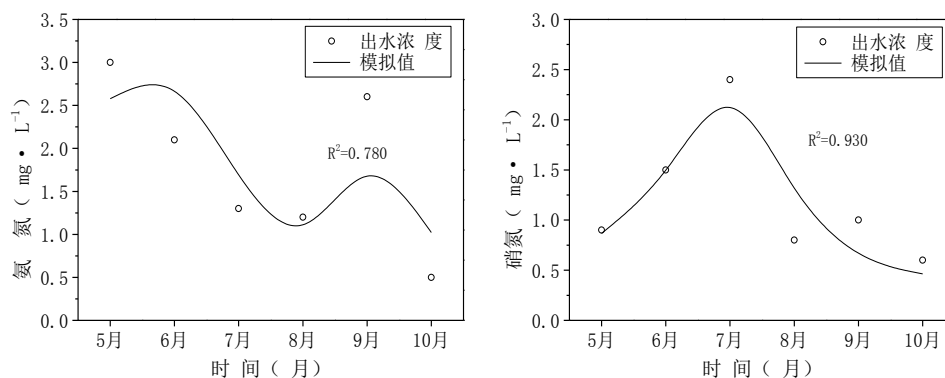 3.5
3.0
2.5
2.0
1.5
1.0
0.5
0.0
氨 氮( mg• L⁻¹)
出水浓 度
模拟值
R²=0.780
5月 6月 7月 8月 9月 10月
时 间( 月)
3.0
2.5
2.0
1.5
1.0
0.5
0.0
硝氮( mg• L⁻¹)
出水浓 度
模拟值
R²=0.930
5月 6月 7月 8月 9月 10月
时 间( 月)